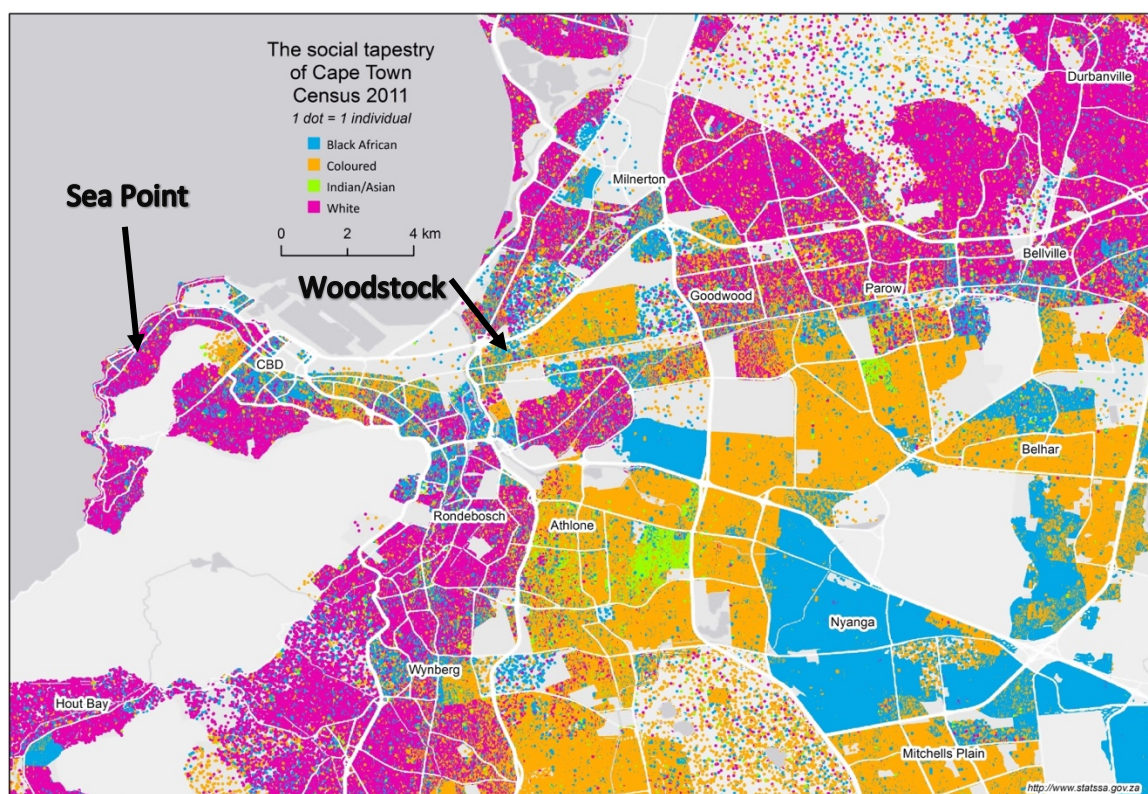 The social tapestry
of Cape Town
Census 2011
1 dot = 1 individual
Black African
Coloured
Indian/Asian
White
0 2 4 km
Durbanville
Sea Point
Milnerton
Bellville
Woodstock
Goodwood
Parow
CBD
Belhar
Rondebosch
Athlone
Nyanga
Wynberg
Hout Bay
Mitchells Plain
http://www.statssa.gov.za